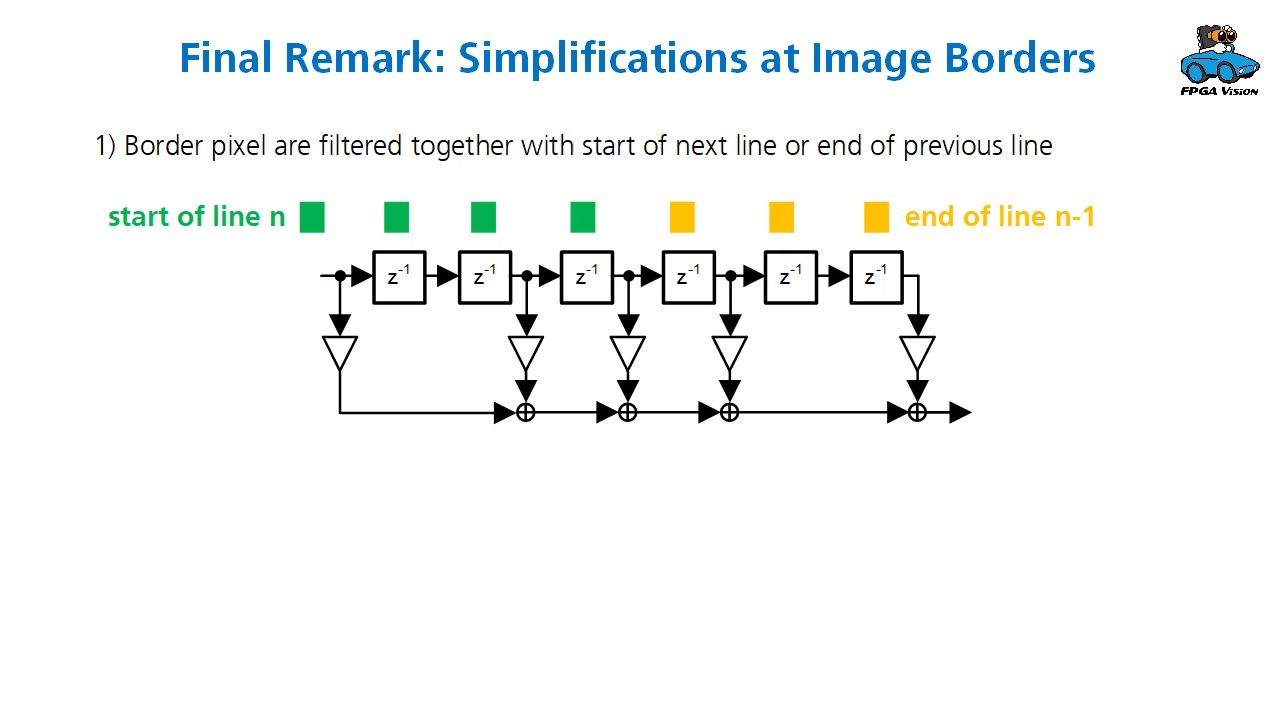 Final Remark: Simplifications at Image Borders
FPGA Vision
1) Border pixel are filtered together with start of next line or end of previous line
start of line n
end of line n-1
z-1 z-1 z-1 z-1 z-1 z-1